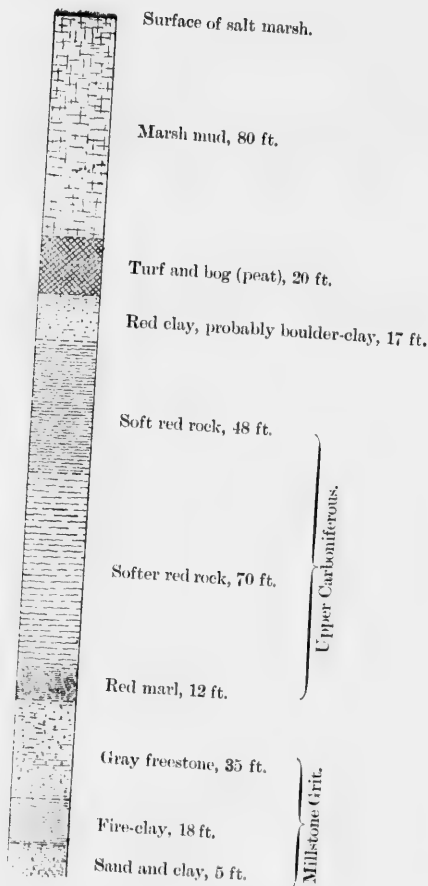 Surface of salt marsh.
Marsh mud, 80 ft.
Turf and bog (peat), 20 ft.
Red clay, probably boulder-clay, 17 ft.
Soft red rock, 48 ft.
Softer red rock, 70 ft.
Red marl, 12 ft.
Upper Carboniferous.
Gray freestone, 35 ft.
Fire-clay, 18 ft.
Sand and clay, 5 ft.
Millstone Grit.